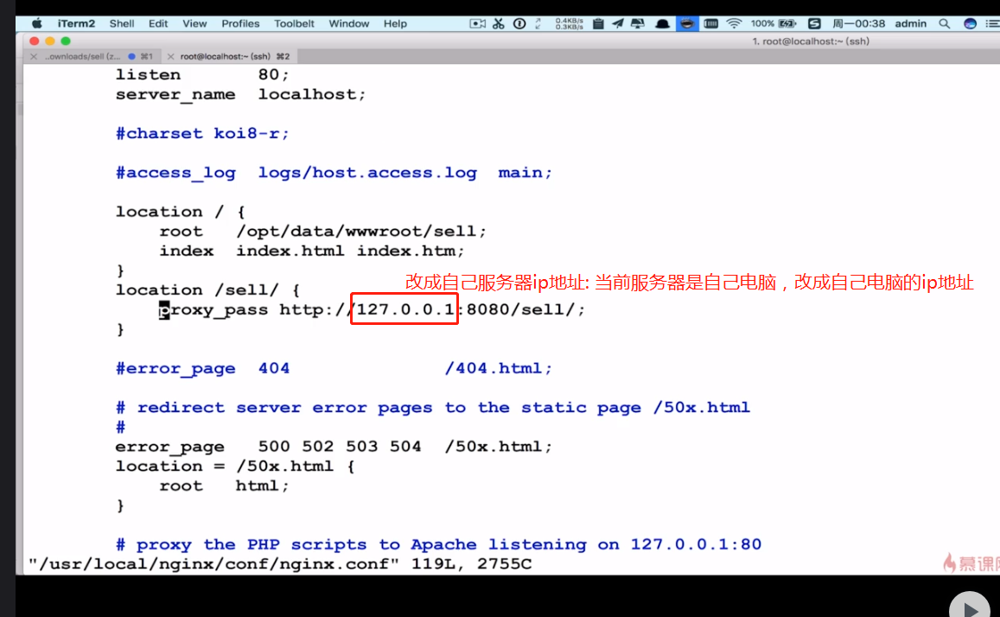 iTerm2 Shell Edit View Profiles Toolbelt Window Help 0.4KB/s 0.3KB/s 100% 周一00:38 admin
1. root@localhost:~ (ssh)
..ownloads/sell (z... ⌘1 root@localhost:~ (ssh) ⌘2
listen 80;
server_name localhost;
#charset koi8-r;
#access_log logs/host.access.log main;
location / {
root /opt/data/wwwroot/sell;
index index.html index.htm;
}
location /sell/ {
改成自己服务器ip地址: 当前服务器是自己电脑，改成自己电脑的ip地址
proxy_pass http://127.0.0.1:8080/sell/;
}
#error_page 404 /404.html;
# redirect server error pages to the static page /50x.html
#
error_page 500 502 503 504 /50x.html;
location = /50x.html {
root html;
}
# proxy the PHP scripts to Apache listening on 127.0.0.1:80
"/usr/local/nginx/conf/nginx.conf" 119L, 2755C
慕课